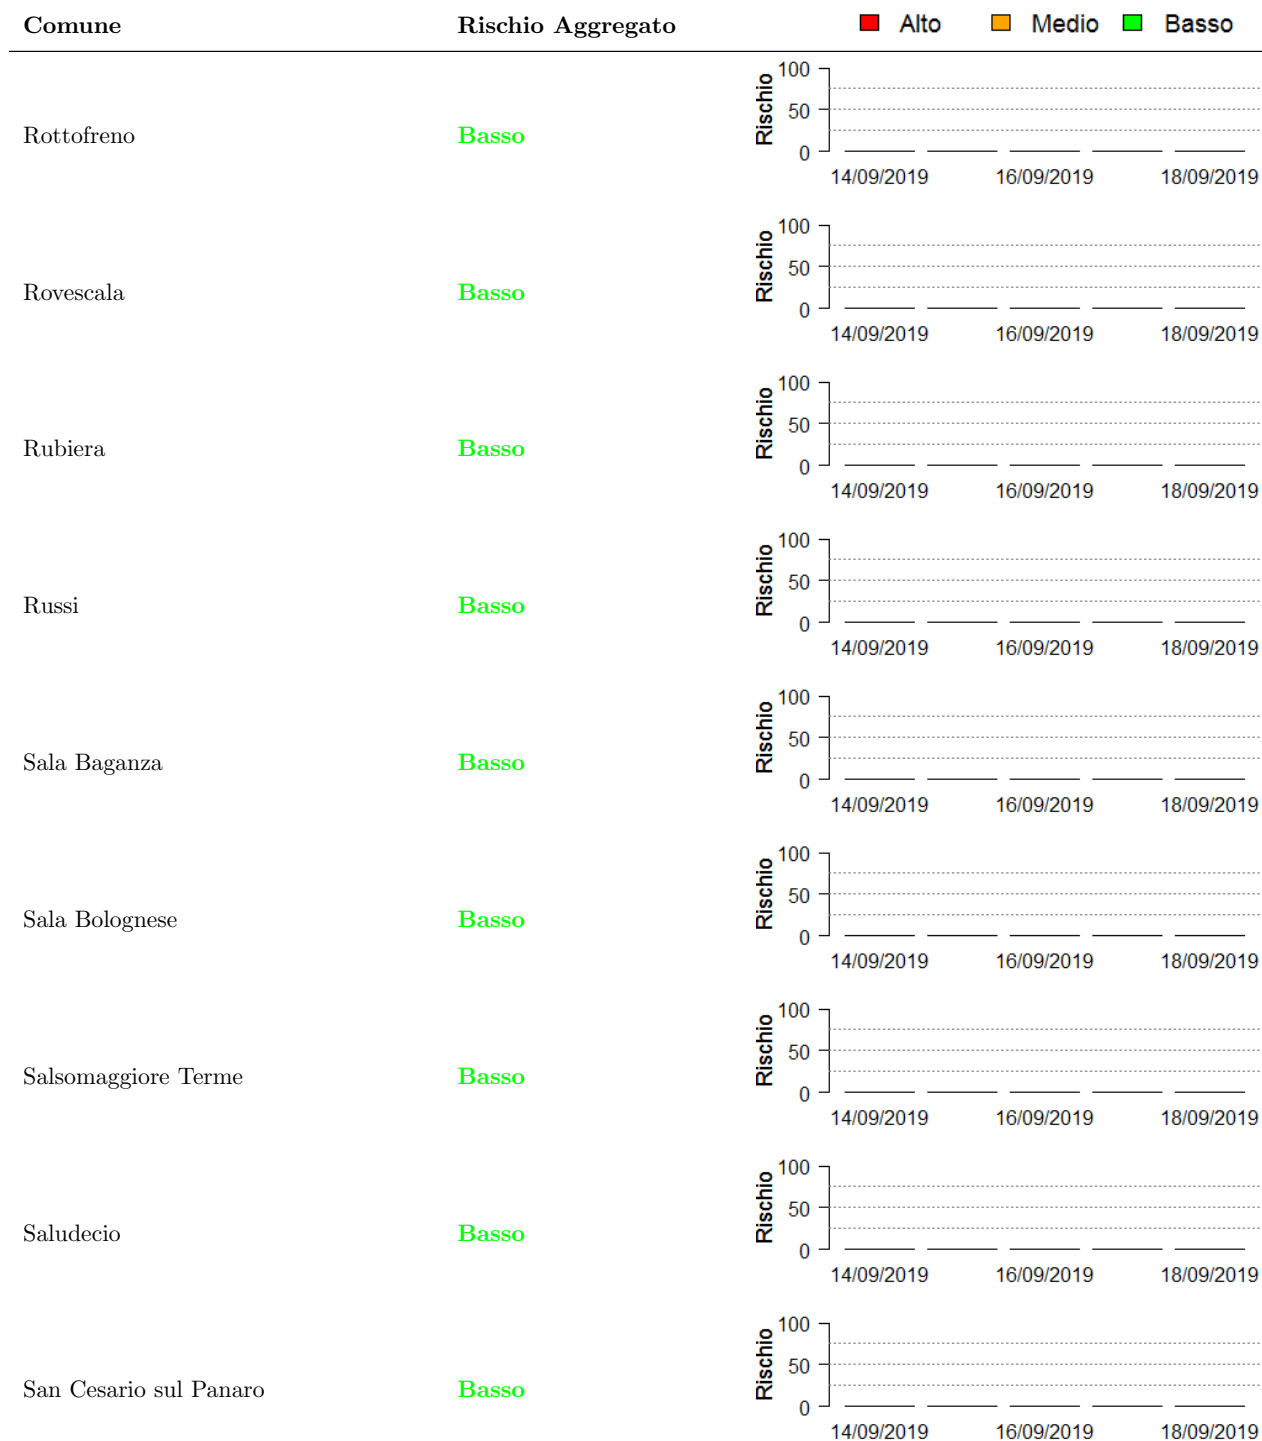 Comune Rischio Aggregato Alto Medio Basso
Rottofreno Basso Rischio 100 50 0
14/09/2019 16/09/2019 18/09/2019
Rovescala Basso Rischio 100 50 0
14/09/2019 16/09/2019 18/09/2019
Rubiera Basso Rischio 100 50 0
14/09/2019 16/09/2019 18/09/2019
Russi Basso Rischio 100 50 0
14/09/2019 16/09/2019 18/09/2019
Sala Baganza Basso Rischio 100 50 0
14/09/2019 16/09/2019 18/09/2019
Sala Bolognese Basso Rischio 100 50 0
14/09/2019 16/09/2019 18/09/2019
Salsomaggiore Terme Basso Rischio 100 50 0
14/09/2019 16/09/2019 18/09/2019
Saludecio Basso Rischio 100 50 0
14/09/2019 16/09/2019 18/09/2019
San Cesario sul Panaro Basso Rischio 100 50 0
14/09/2019 16/09/2019 18/09/2019